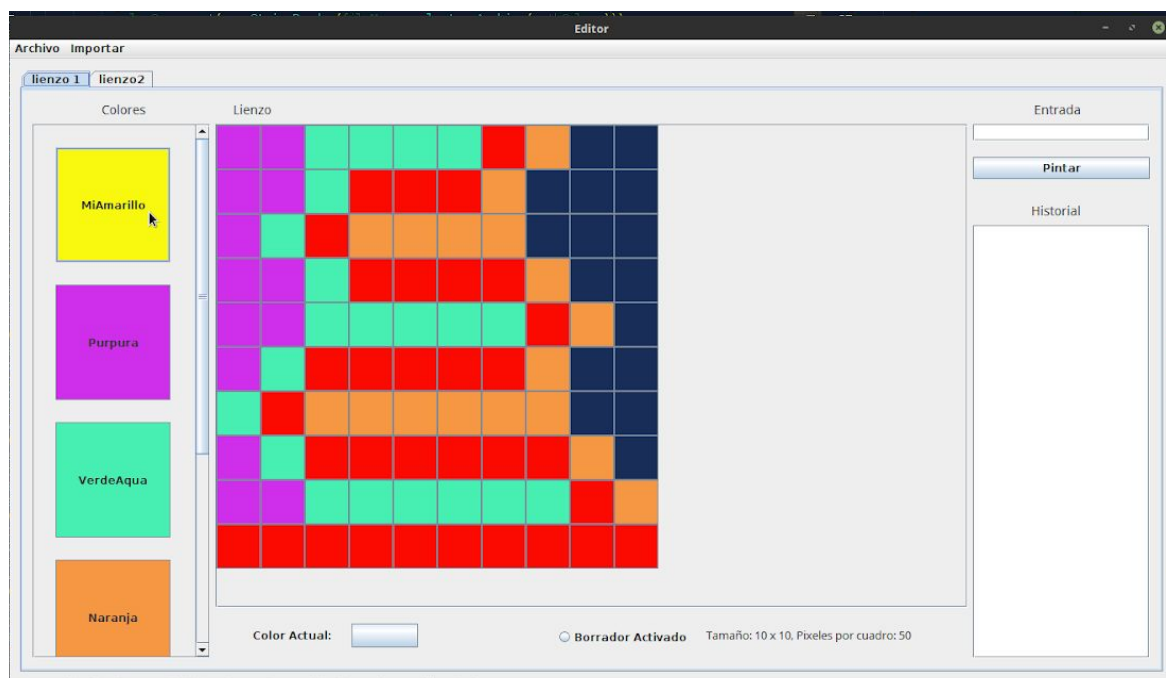 Editor
Archivo Importar
lienzo 1 lienzo2
Colores Lienzo Entrada
MiAmarillo
Pintar
Historial
Purpura
VerdeAqua
Naranja
Color Actual: Borrador Activado Tamaño: 10 x 10, Pixeles por cuadro: 50